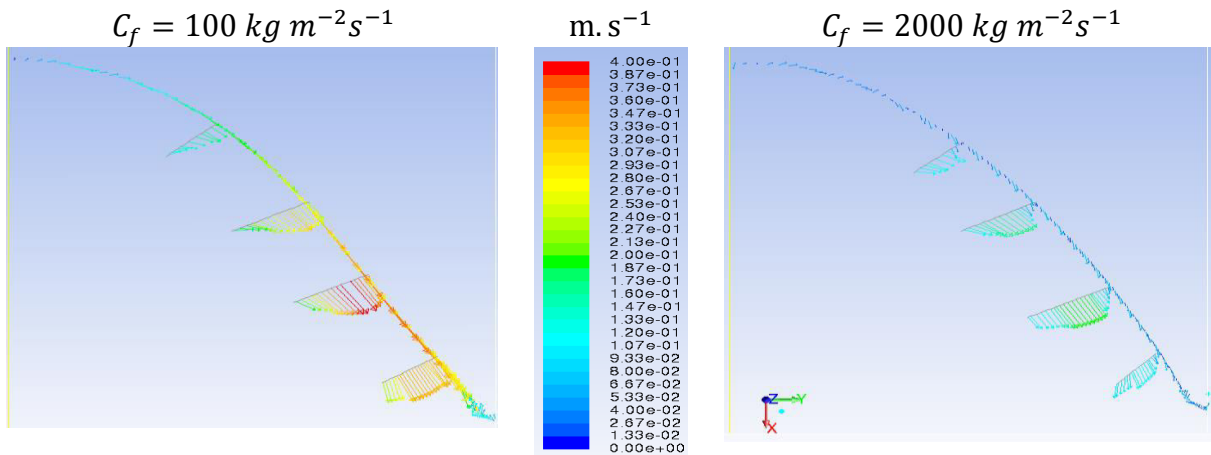 C_f = 100 kg m⁻²s⁻¹
m.s⁻¹
C_f = 2000 kg m⁻²s⁻¹
4.00e-01
3.87e-01
3.73e-01
3.60e-01
3.47e-01
3.33e-01
3.20e-01
3.07e-01
2.93e-01
2.80e-01
2.67e-01
2.53e-01
2.40e-01
2.27e-01
2.13e-01
2.00e-01
1.87e-01
1.73e-01
1.60e-01
1.47e-01
1.33e-01
1.20e-01
1.07e-01
9.33e-02
8.00e-02
6.67e-02
5.33e-02
4.00e-02
2.67e-02
1.33e-02
0.00e+00
Z
Y
X